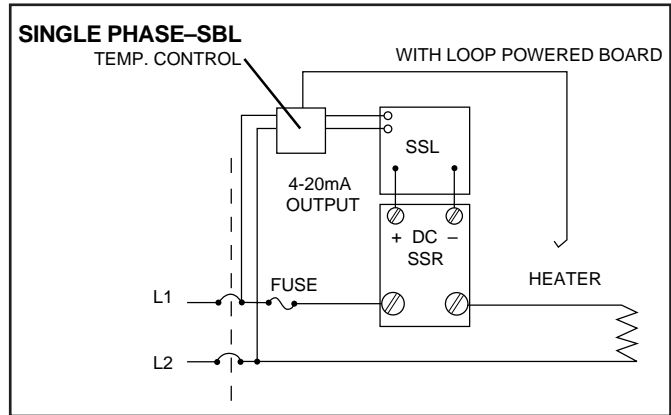 SINGLE PHASE–SBL
TEMP. CONTROL
WITH LOOP POWERED BOARD
SSL
4-20mA
OUTPUT
+ DC –
SSR
HEATER
FUSE
L1
L2